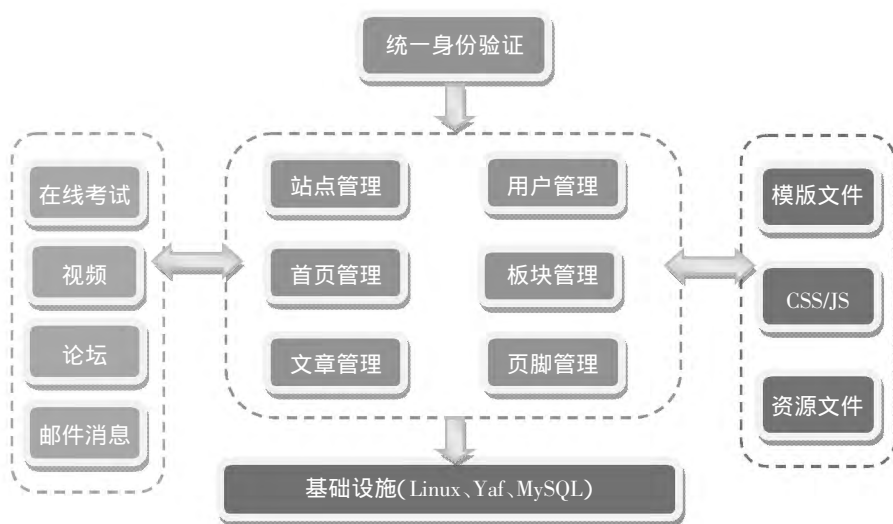 统一身份验证
在线考试
视频
论坛
邮件消息
站点管理
用户管理
首页管理
板块管理
文章管理
页脚管理
模版文件
CSS/JS
资源文件
基础设施(Linux、Yaf、MySQL)